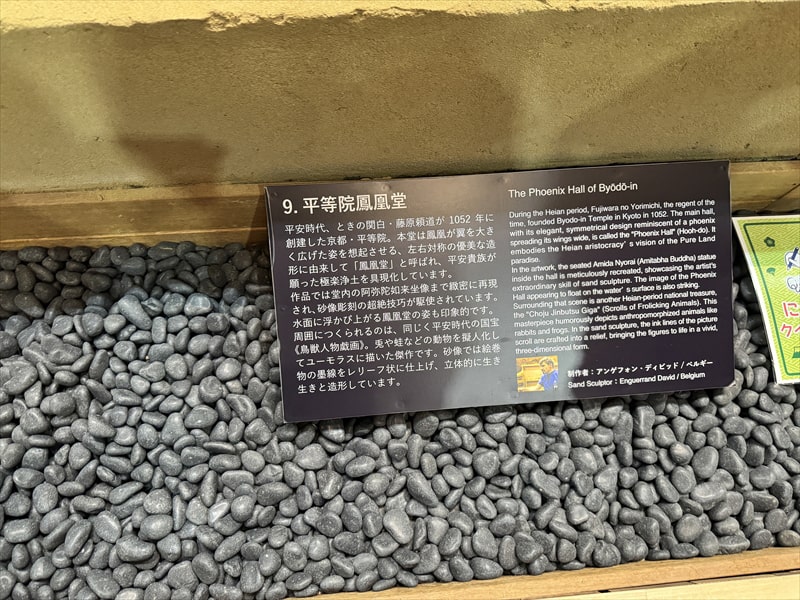 9. 平等院鳳凰堂
平安時代、ときの関白・藤原頼通が 1052 年に
創建した京都・平等院。本堂は鳳凰が翼を大き
く広げた姿を想起させる、左右対称の優美な造
形に由来して「鳳凰堂」と呼ばれ、平安貴族が
願った極楽浄土を具現化しています。
作品では堂内の阿弥陀如来坐像まで緻密に再現
され、砂像彫刻の超絶技巧が駆使されています。
水面に浮かび上がる鳳凰堂の姿も印象的です。
周囲につくられるのは、同じく平安時代の国宝
《鳥獣人物戯画》。兎や蛙などの動物を擬人化し
てユーモラスに描いた傑作です。砂像では絵巻
物の墨線をレリーフ状に仕上げ、立体的に生き
生きと造形しています。
The Phoenix Hall of Byōdō-in
During the Heian period, Fujiwara no Yorimichi, the regent of the
time, founded Byodo-in Temple in Kyoto in 1052. The main hall,
with its elegant, symmetrical design reminiscent of a phoenix
spreading its wings wide, is called the "Phoenix Hall" (Hooh-do). It
embodies the Heian aristocracy's vision of the Pure Land
paradise.
In the artwork, the seated Amida Nyorai (Amitabha Buddha) statue
inside the hall is meticulously recreated, showcasing the artist's
extraordinary skill of sand sculpture. The image of the Phoenix
Hall appearing to float on the water's surface is also striking.
Surrounding that scene is another Heian-period national treasure,
the "Choju Jinbutsu Giga" (Scrolls of Frolicking Animals). This
masterpiece humorously depicts anthropomorphized animals like
rabbits and frogs. In the sand sculpture, the ink lines of the picture
scroll are crafted into a relief, bringing the figures to life in a vivid,
three-dimensional form.
制作者：アンゲフォン・ディビッド / ベルギー
Sand Sculptor：Enguerrand David / Belgium
に
ク